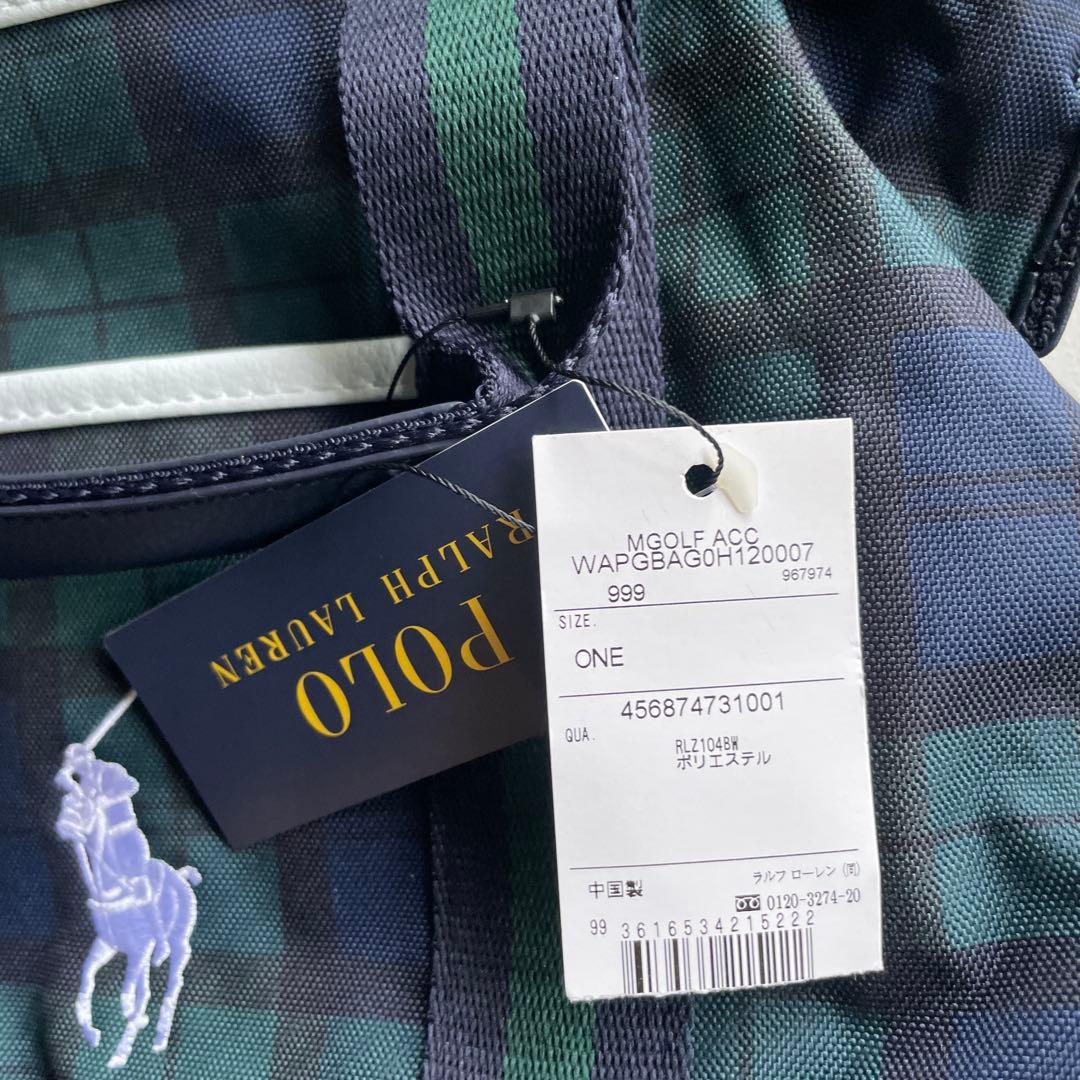 POLO
RALPH LAUREN
MGOLF ACC
WAPGBAG0H120007
999 967974
SIZE.
ONE
456874731001
QUA.
RLZ104BW
ポリエステル
中国製
ラルフ ローレン (同)
0120-3274-20
99 3616534215222